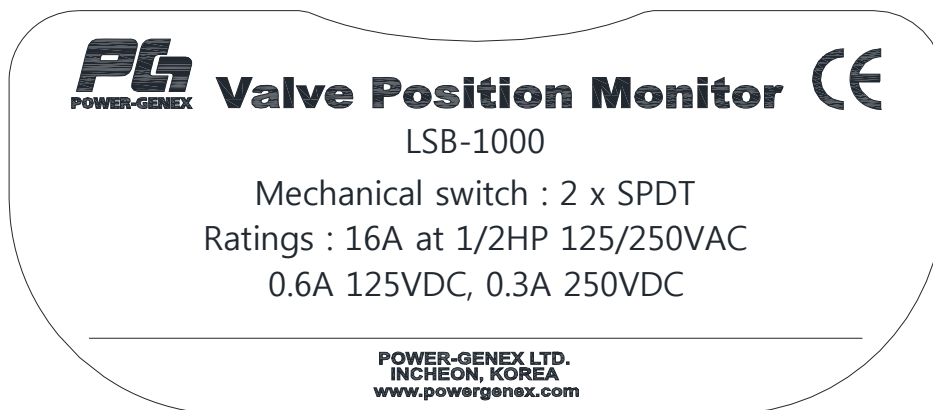 PG
POWER-GENEX
Valve Position Monitor CE
LSB-1000
Mechanical switch : 2 x SPDT
Ratings : 16A at 1/2HP 125/250VAC
0.6A 125VDC, 0.3A 250VDC
POWER-GENEX LTD.
INCHEON, KOREA
www.powergenex.com